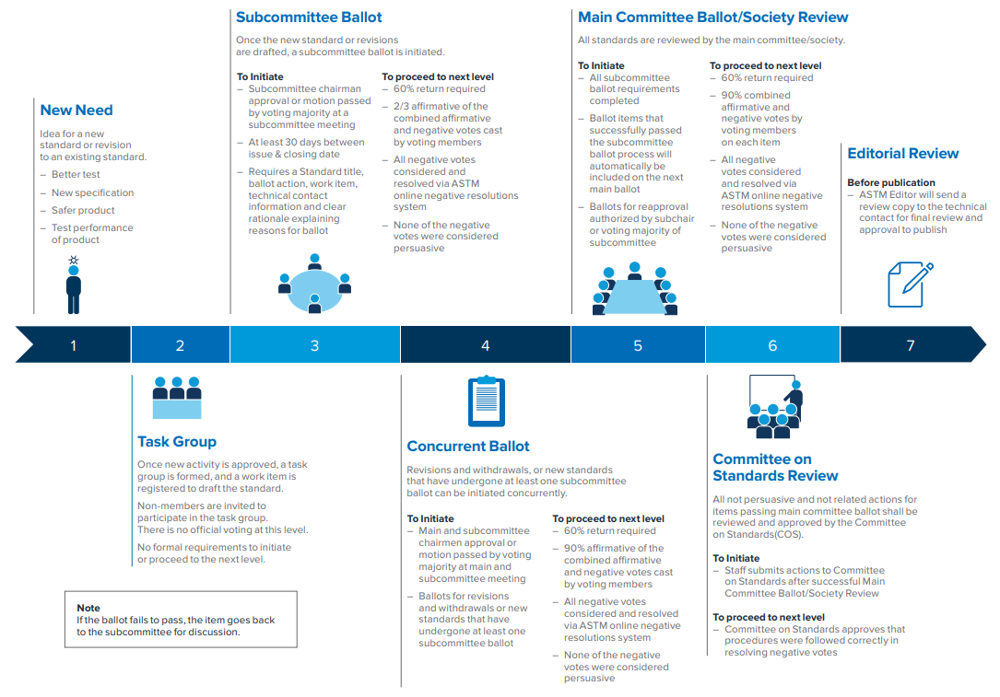 New Need
Idea for a new
standard or revision
to an existing standard.
– Better test
– New specification
– Safer product
– Test performance
of product
Subcommittee Ballot
Once the new standard or revisions
are drafted, a subcommittee ballot is initiated.
To Initiate
– Subcommittee chairman
approval or motion passed
by voting majority at a
subcommittee meeting
– At least 30 days between
issue & closing date
– Requires a Standard title,
ballot action, work item,
technical contact
information and clear
rationale explaining
reasons for ballot
To proceed to next level
– 60% return required
– 2/3 affirmative of the
combined affirmative
and negative votes cast
by voting members
– All negative votes
considered and
resolved via ASTM
online negative resolutions
system
– None of the negative
votes were considered
persuasive
Main Committee Ballot/Society Review
All standards are reviewed by the main committee/society.
To Initiate
– All subcommittee
ballot requirements
completed
– Ballot items that
successfully passed
the subcommittee
ballot process will
automatically be
included on the next
main ballot
– Ballots for reapproval
authorized by subchair
or voting majority of
subcommittee
To proceed to next level
– 60% return required
– 90% combined
affirmative and
negative votes by
voting members
on each item
– All negative
votes considered
and resolved via
ASTM online negative
resolutions system
– None of the negative
votes were considered
persuasive
Editorial Review
Before publication
– ASTM Editor will send a
review copy to the technical
contact for final review and
approval to publish
1
2
3
4
5
6
7
Task Group
Once new activity is approved, a task
group is formed, and a work item is
registered to draft the standard.
Non-members are invited to
participate in the task group.
There is no official voting at this level.
No formal requirements to initiate
or proceed to the next level.
Note
If the ballot fails to pass, the item goes back
to the subcommittee for discussion.
Concurrent Ballot
Revisions and withdrawals, or new standards
that have undergone at least one subcommittee
ballot can be initiated concurrently.
To Initiate
– Main and subcommittee
chairmen approval or
motion passed by voting
majority at main and
subcommittee meeting
– Ballots for revisions
and withdrawals or new
standards that have
undergone at least one
subcommittee ballot
To proceed to next level
– 60% return required
– 90% affirmative of the
combined affirmative
and negative votes cast
by voting members
– All negative votes
considered and resolved
via ASTM online negative
resolutions system
– None of the negative
votes were considered
persuasive
Committee on
Standards Review
All not persuasive and not related actions for
items passing main committee ballot shall be
reviewed and approved by the Committee
on Standards(COS).
To Initiate
– Staff submits actions to Committee
on Standards after successful Main
Committee Ballot/Society Review
To proceed to next level
– Committee on Standards approves that
procedures were followed correctly in
resolving negative votes